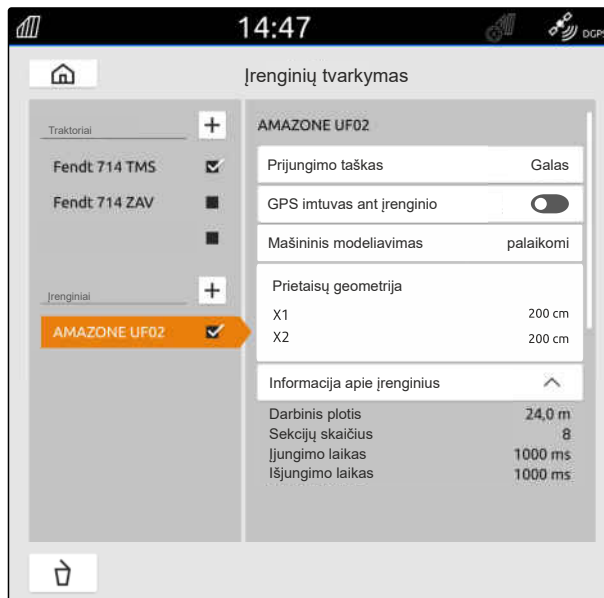 14:47
DGPS
Įrenginių tvarkymas
Traktoriai
Fendt 714 TMS
Fendt 714 ZAV
Įrenginiai
AMAZONE UF02
AMAZONE UF02
Prijungimo taškas Galas
GPS imtuvas ant įrenginio
Mašininis modeliavimas palaikomi
Prietaisų geometrija
X1 200 cm
X2 200 cm
Informacija apie įrenginius
Darbinis plotis 24,0 m
Sekcijų skaičius 8
Įjungimo laikas 1000 ms
Išjungimo laikas 1000 ms